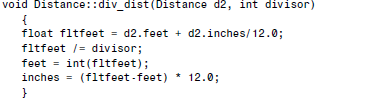 void Distance::div_dist(Distance d2, int divisor)
{
float fltfeet = d2.feet + d2.inches/12.0;
fltfeet /= divisor;
feet = int(fltfeet);
inches = (fltfeet-feet) * 12.0;
}